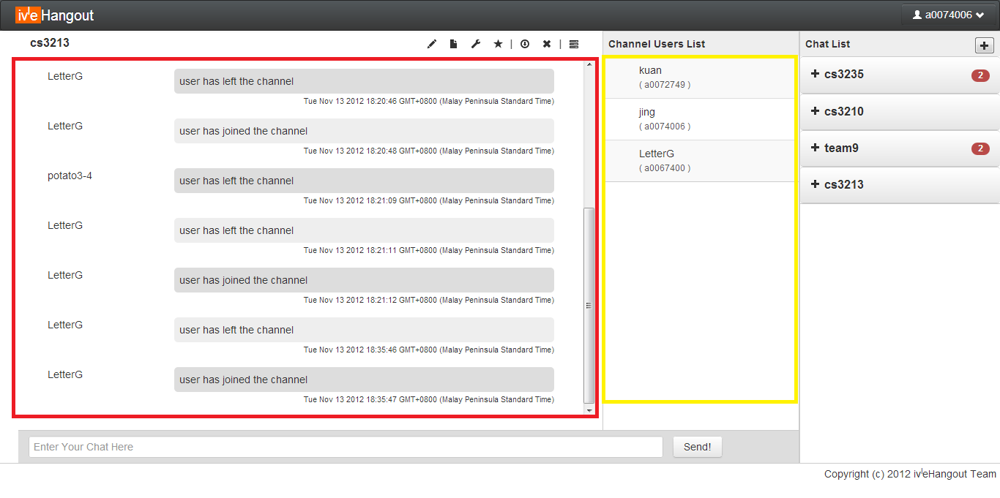 ivleHangout
a0074006
cs3213
| |
Channel Users List
Chat List
LetterG
user has left the channel
Tue Nov 13 2012 18:20:46 GMT+0800 (Malay Peninsula Standard Time)
LetterG
user has joined the channel
Tue Nov 13 2012 18:20:48 GMT+0800 (Malay Peninsula Standard Time)
potato3-4
user has left the channel
Tue Nov 13 2012 18:21:09 GMT+0800 (Malay Peninsula Standard Time)
LetterG
user has left the channel
Tue Nov 13 2012 18:21:11 GMT+0800 (Malay Peninsula Standard Time)
LetterG
user has joined the channel
Tue Nov 13 2012 18:21:12 GMT+0800 (Malay Peninsula Standard Time)
LetterG
user has left the channel
Tue Nov 13 2012 18:35:46 GMT+0800 (Malay Peninsula Standard Time)
LetterG
user has joined the channel
Tue Nov 13 2012 18:35:47 GMT+0800 (Malay Peninsula Standard Time)
kuan
( a0072749 )
jing
( a0074006 )
LetterG
( a0067400 )
cs3235 2
cs3210
team9 2
cs3213
Enter Your Chat Here
Send!
Copyright (c) 2012 ivleHangout Team